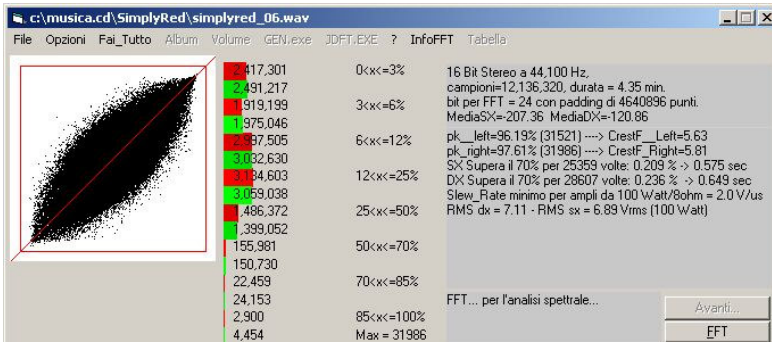 c:\musica.cd\SimplyRed\simplyred_06.wav
File Opzioni Fai_Tutto Album Volume GEN.exe JDFT.EXE ? InfoFFT Tabella
2,417,301 0<x<=3%
2,491,217
1,919,199 3<x<=6%
1,975,046
2,997,505 6<x<=12%
3,032,630
3,134,603 12<x<=25%
3,059,038
1,486,372 25<x<=50%
1,399,052
155,981 50<x<=70%
150,730
22,459 70<x<=85%
24,153
2,900 85<x<=100%
4,454 Max = 31986
16 Bit Stereo a 44,100 Hz,
campioni=12,136,320, durata = 4.35 min.
bit per FFT = 24 con padding di 4640896 punti.
MediaSX=-207.36 MediaDX=-120.86
pk__left=96.19% (31521) ----> CrestF__Left=5.63
pk_right=97.61% (31986) ----> CrestF_Right=5.81
SX Supera il 70% per 25359 volte: 0.209 % -> 0.575 sec
DX Supera il 70% per 28607 volte: 0.236 % -> 0.649 sec
Slew_Rate minimo per ampli da 100 Watt/8ohm = 2.0 V/us
RMS dx = 7.11 - RMS sx = 6.89 Vrms (100 Watt)
FFT... per l'analisi spettrale...
Avanti...
FFT